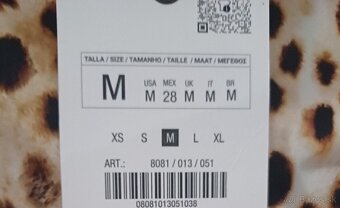 TALLA / SIZE / TAMANHO / TAILLE / MAAT / ΜΕΓΕΘΟΣ
M
USA MEX UK IT BR
M 28 M M M
XS S M L XL
ART.: 8081 / 013 / 051
08081013051038